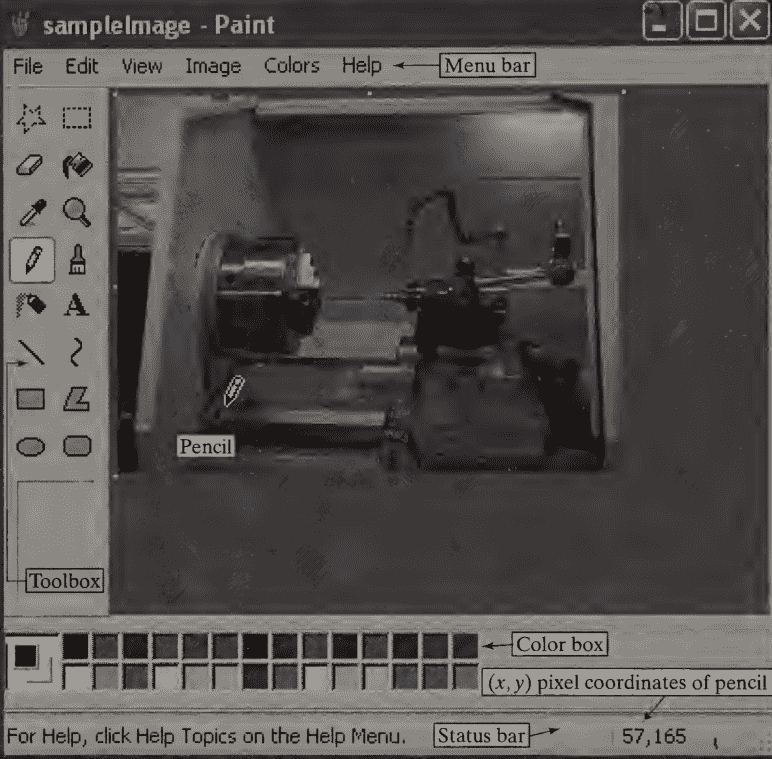 sampleImage - Paint
File Edit View Image Colors Help
Menu bar
A
Pencil
Toolbox
Color box
(x, y) pixel coordinates of pencil
For Help, click Help Topics on the Help Menu.
Status bar
57,165